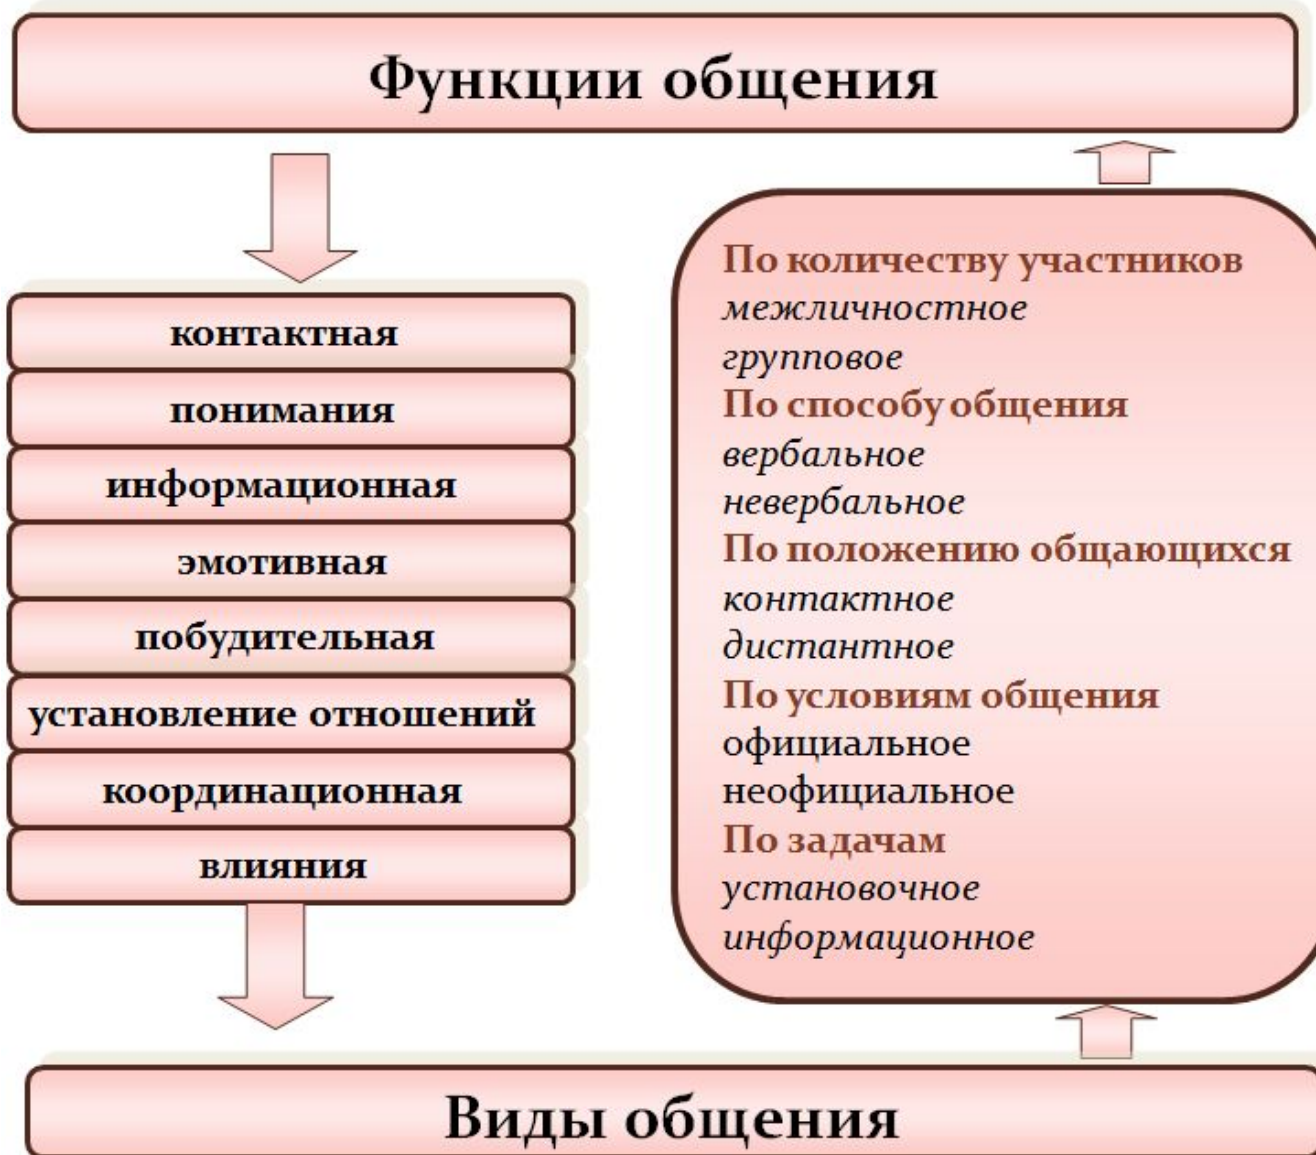 Функции общения
контактная
понимания
информационная
эмотивная
побудительная
установление отношений
координационная
влияния
По количеству участников
межличностное
групповое
По способу общения
вербальное
невербальное
По положению общающихся
контактное
дистантное
По условиям общения
официальное
неофициальное
По задачам
установочное
информационное
Виды общения